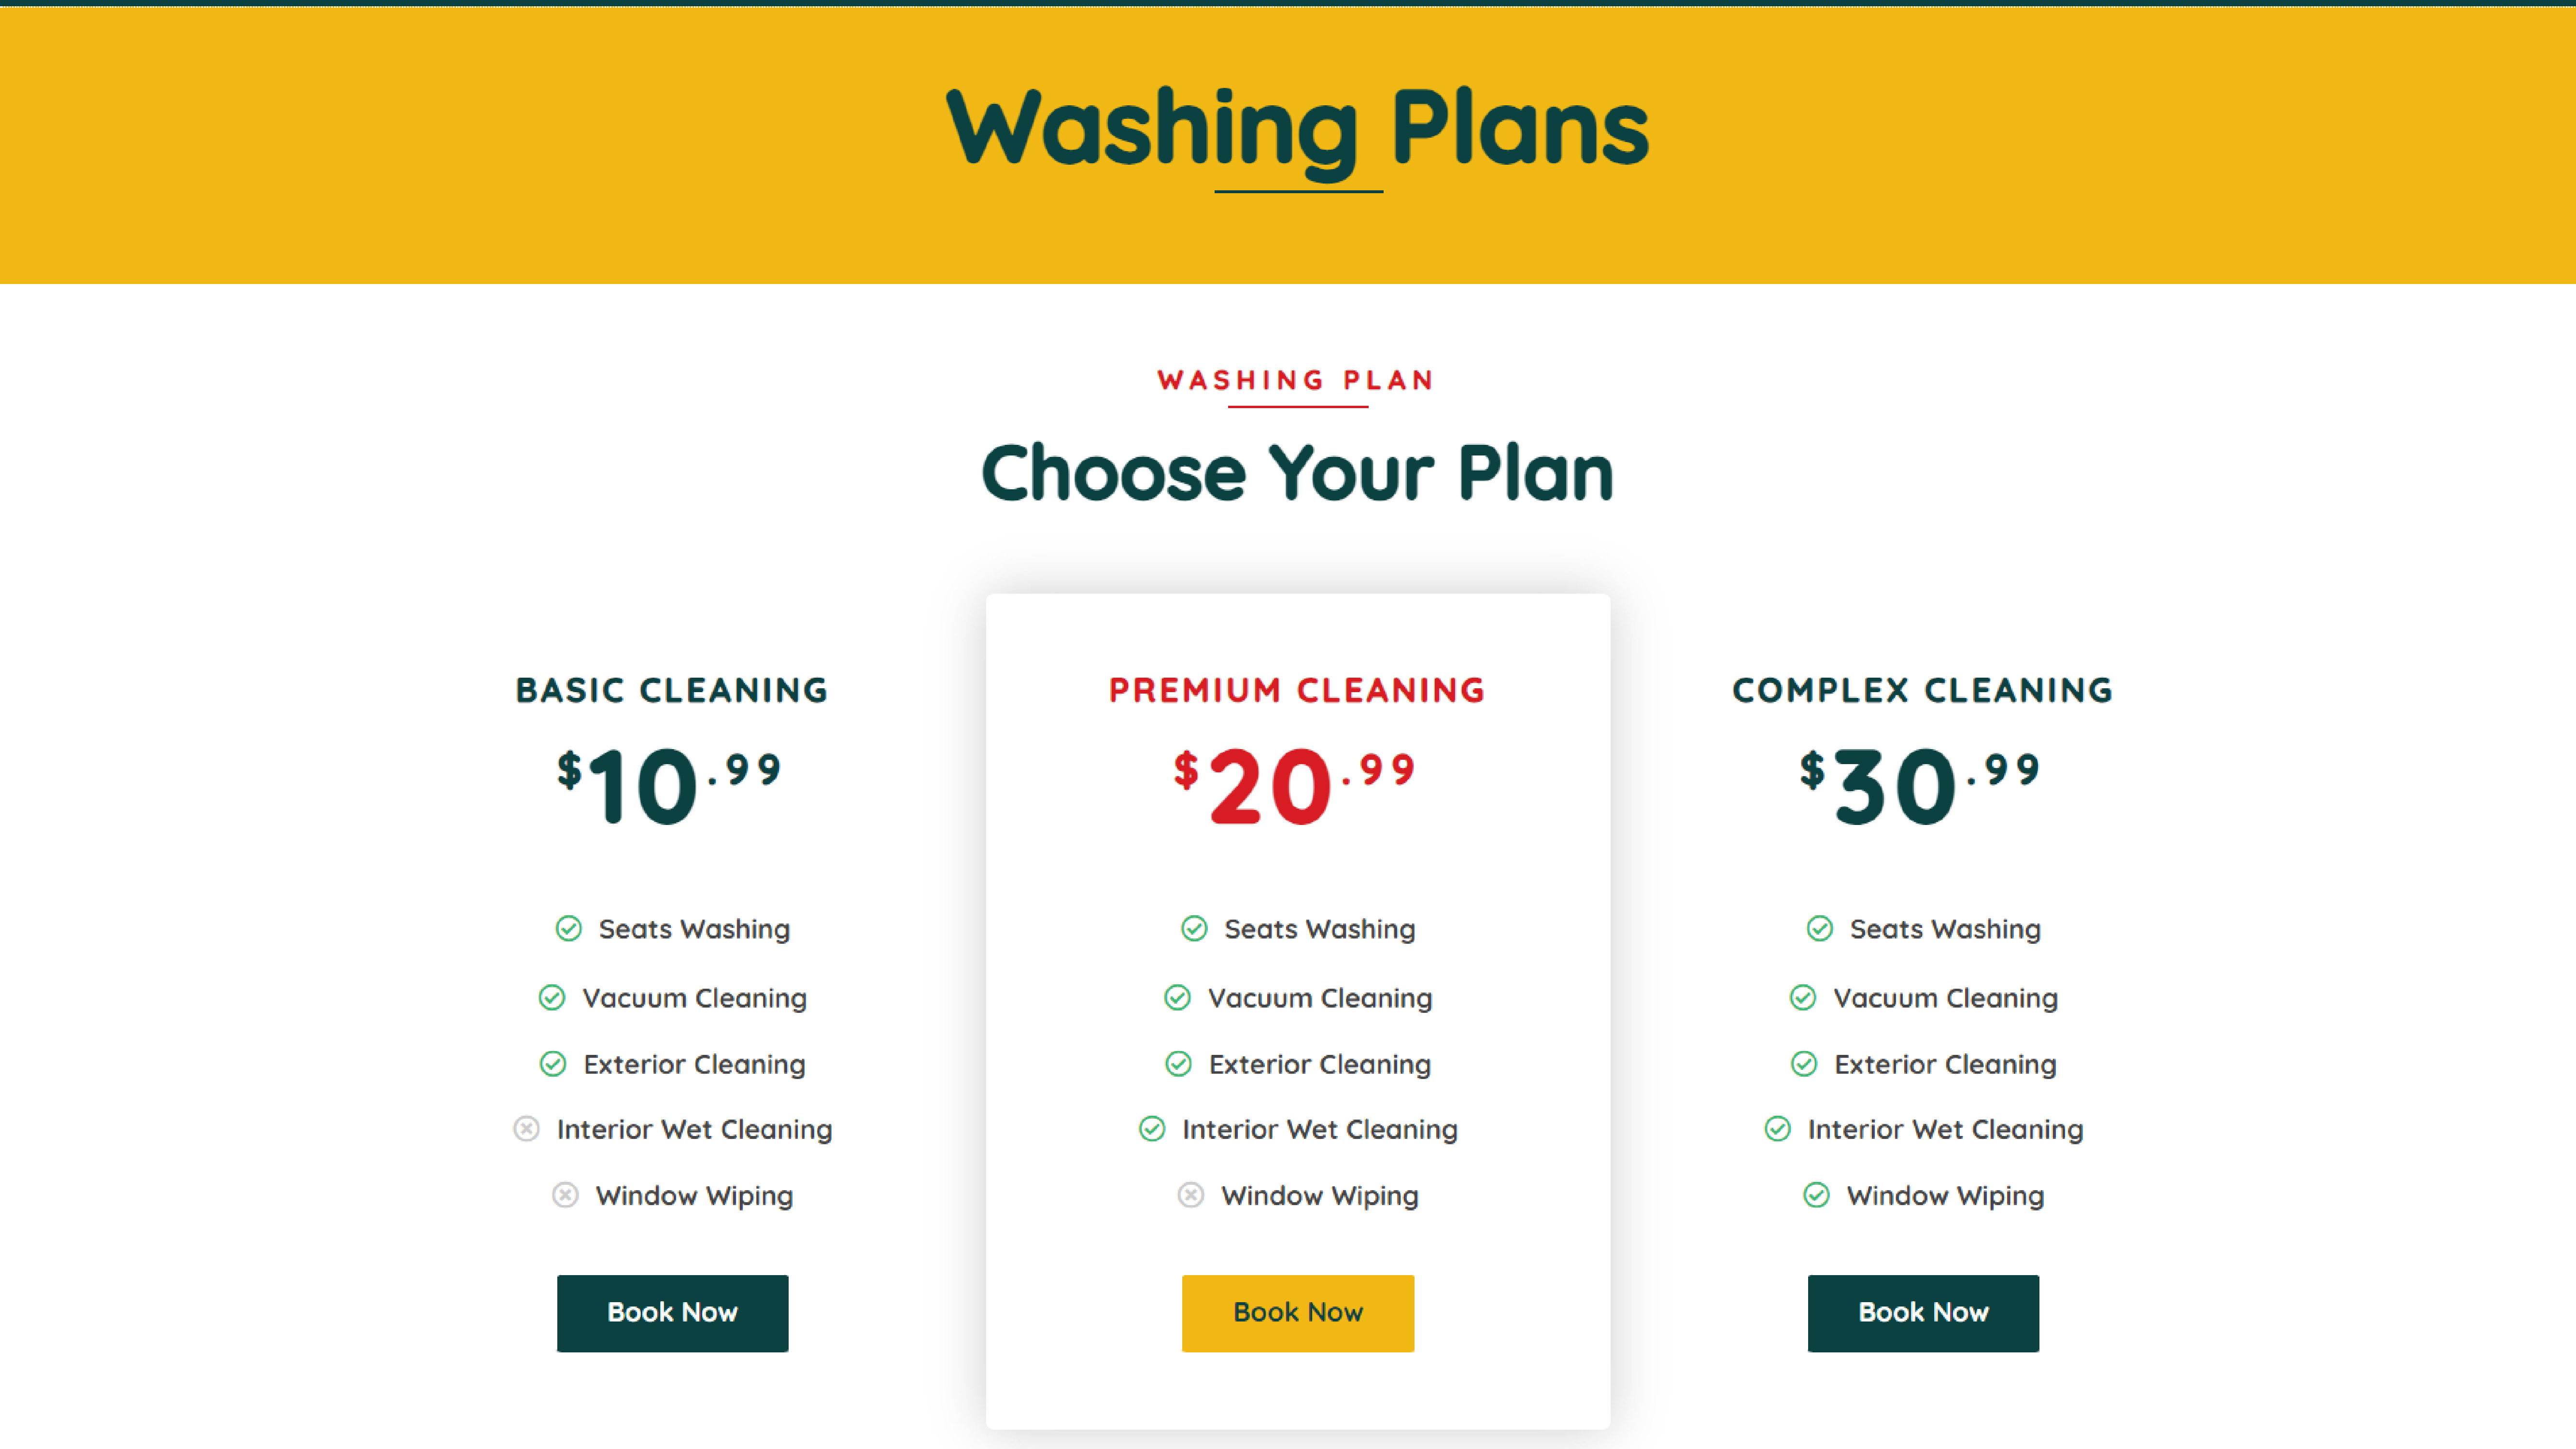 Washing Plans
WASHING PLAN
Choose Your Plan
BASIC CLEANING
$10.99
Seats Washing
Vacuum Cleaning
Exterior Cleaning
Interior Wet Cleaning
Window Wiping
Book Now
PREMIUM CLEANING
$20.99
Seats Washing
Vacuum Cleaning
Exterior Cleaning
Interior Wet Cleaning
Window Wiping
Book Now
COMPLEX CLEANING
$30.99
Seats Washing
Vacuum Cleaning
Exterior Cleaning
Interior Wet Cleaning
Window Wiping
Book Now